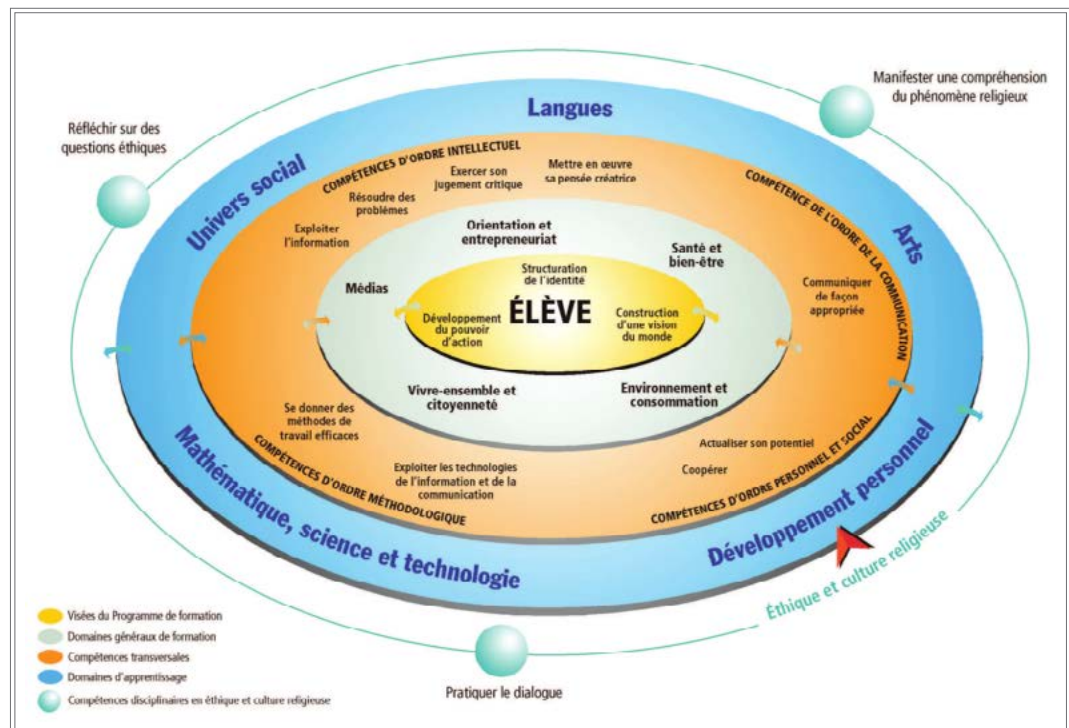 Manifester une compréhension
du phénomène religieux
Réfléchir sur des
questions éthiques
Langues
Univers social
Arts
COMPÉTENCES D'ORDRE INTELLECTUEL
COMPÉTENCE DE L'ORDRE DE LA COMMUNICATION
Mettre en œuvre
sa pensée créatrice
Exercer son
jugement critique
Résoudre des
problèmes
Exploiter
l'information
Orientation et
entrepreneuriat
Santé et
bien-être
Médias
Structuration
de l'identité
ÉLÈVE
Communiquer
de façon
appropriée
Développement
du pouvoir
d'action
Construction
d'une vision
du monde
Vivre-ensemble et
citoyenneté
Environnement et
consommation
Se donner des
méthodes de
travail efficaces
Actualiser son potentiel
Exploiter les technologies
de l'information et de la
communication
Coopérer
COMPÉTENCES D'ORDRE MÉTHODOLOGIQUE
COMPÉTENCES D'ORDRE PERSONNEL ET SOCIAL
Mathématique, science et technologie
Développement personnel
Éthique et culture religieuse
Visées du Programme de formation
Domaines généraux de formation
Compétences transversales
Domaines d'apprentissage
Compétences disciplinaires en éthique et culture religieuse
Pratiquer le dialogue